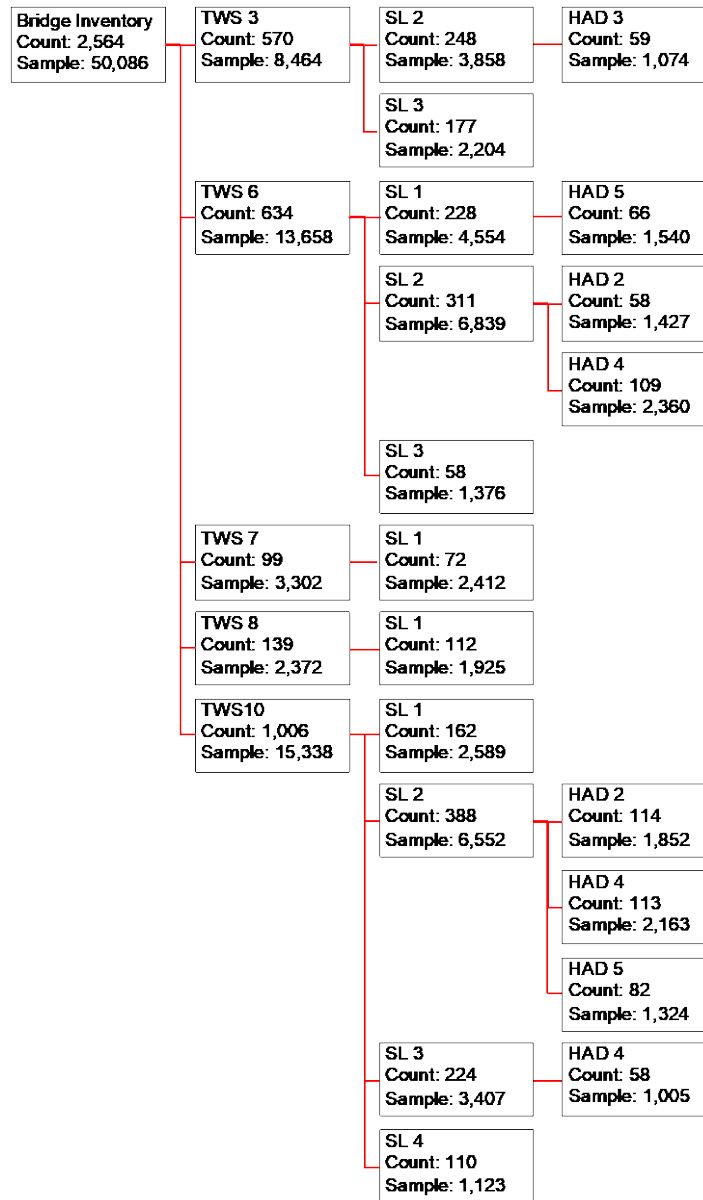 Bridge Inventory
Count: 2,564
Sample: 50,086
TWS 3
Count: 570
Sample: 8,464
SL 2
Count: 248
Sample: 3,858
HAD 3
Count: 59
Sample: 1,074
SL 3
Count: 177
Sample: 2,204
TWS 6
Count: 634
Sample: 13,658
SL 1
Count: 228
Sample: 4,554
HAD 5
Count: 66
Sample: 1,540
SL 2
Count: 311
Sample: 6,839
HAD 2
Count: 58
Sample: 1,427
HAD 4
Count: 109
Sample: 2,360
SL 3
Count: 58
Sample: 1,376
TWS 7
Count: 99
Sample: 3,302
SL 1
Count: 72
Sample: 2,412
TWS 8
Count: 139
Sample: 2,372
SL 1
Count: 112
Sample: 1,925
TWS10
Count: 1,006
Sample: 15,338
SL 1
Count: 162
Sample: 2,589
SL 2
Count: 388
Sample: 6,552
HAD 2
Count: 114
Sample: 1,852
HAD 4
Count: 113
Sample: 2,163
HAD 5
Count: 82
Sample: 1,324
SL 3
Count: 224
Sample: 3,407
HAD 4
Count: 58
Sample: 1,005
SL 4
Count: 110
Sample: 1,123